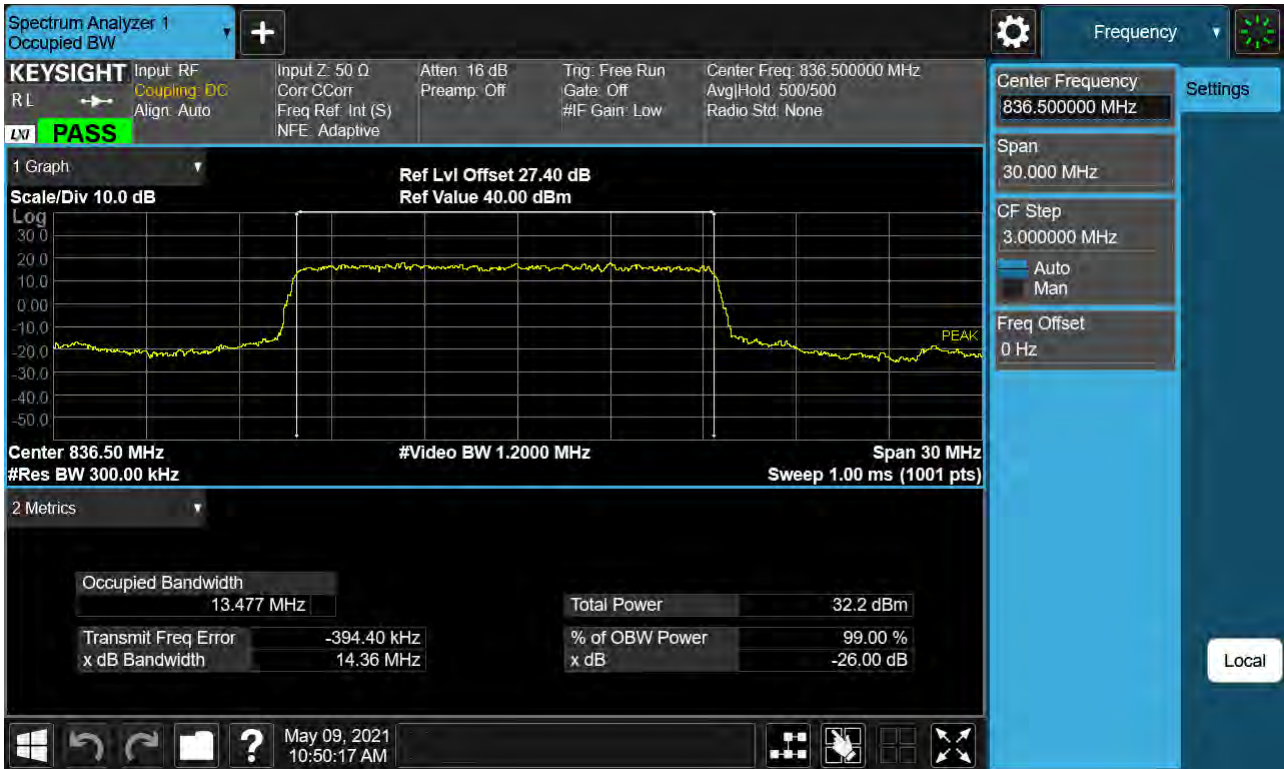 Spectrum Analyzer 1
Occupied BW
+
Frequency
KEYSIGHT
R L
LXI PASS
Input: RF
Coupling: DC
Align: Auto
Input Z: 50 Ω
Corr CCorr
Freq Ref: Int (S)
NFE: Adaptive
Atten: 16 dB
Preamp: Off
Trig: Free Run
Gate: Off
#IF Gain: Low
Center Freq: 836.500000 MHz
Avg|Hold: 500/500
Radio Std: None
Center Frequency
836.500000 MHz
Settings
Span
30.000 MHz
CF Step
3.000000 MHz
Auto
Man
Freq Offset
0 Hz
Local
1 Graph
Scale/Div 10.0 dB
Ref Lvl Offset 27.40 dB
Ref Value 40.00 dBm
Log
30.0
20.0
10.0
0.00
-10.0
-20.0
-30.0
-40.0
-50.0
PEAK
Center 836.50 MHz
#Video BW 1.2000 MHz
Span 30 MHz
#Res BW 300.00 kHz
Sweep 1.00 ms (1001 pts)
2 Metrics
Occupied Bandwidth
13.477 MHz
Total Power 32.2 dBm
Transmit Freq Error -394.40 kHz
% of OBW Power 99.00 %
x dB Bandwidth 14.36 MHz
x dB -26.00 dB
?
May 09, 2021
10:50:17 AM